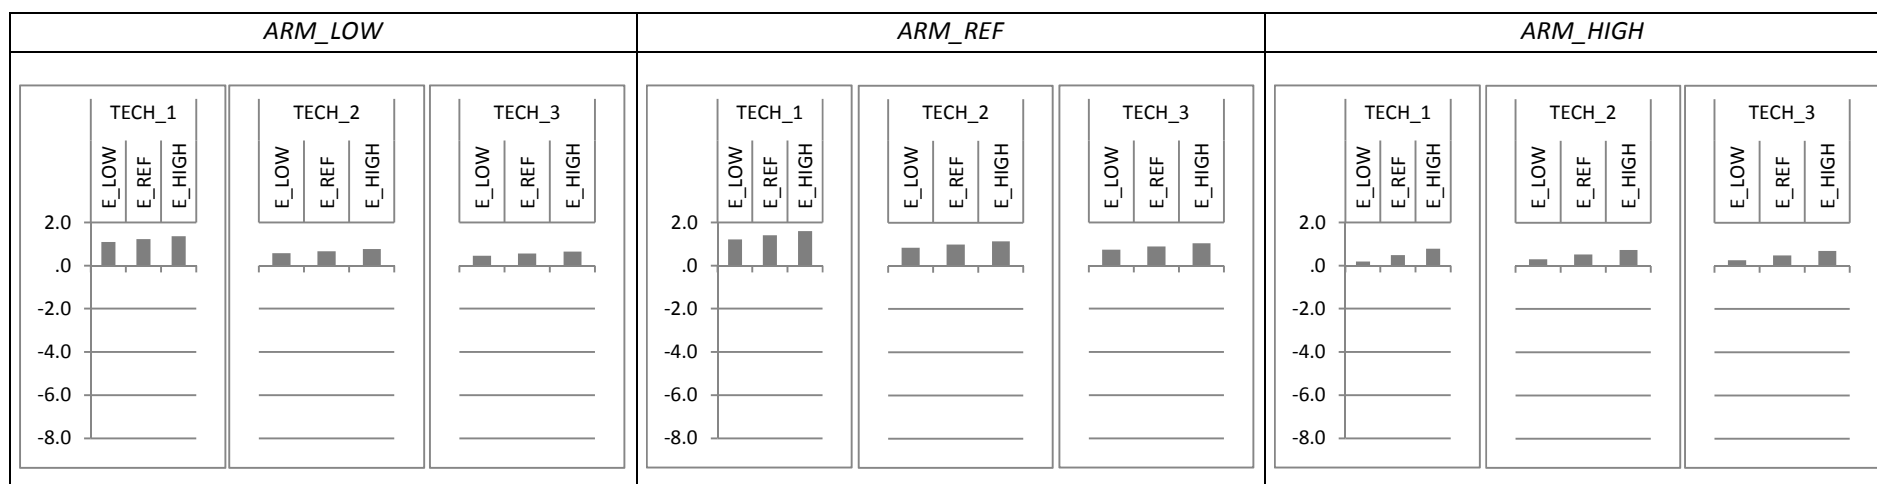 ARM_LOW
ARM_REF
ARM_HIGH
TECH_1
TECH_2
TECH_3
TECH_1
TECH_2
TECH_3
TECH_1
TECH_2
TECH_3
E_LOW
E_REF
E_HIGH
E_LOW
E_REF
E_HIGH
E_LOW
E_REF
E_HIGH
E_LOW
E_REF
E_HIGH
E_LOW
E_REF
E_HIGH
E_LOW
E_REF
E_HIGH
E_LOW
E_REF
E_HIGH
E_LOW
E_REF
E_HIGH
E_LOW
E_REF
E_HIGH
2.0
.0
-2.0
-4.0
-6.0
-8.0
2.0
.0
-2.0
-4.0
-6.0
-8.0
2.0
.0
-2.0
-4.0
-6.0
-8.0